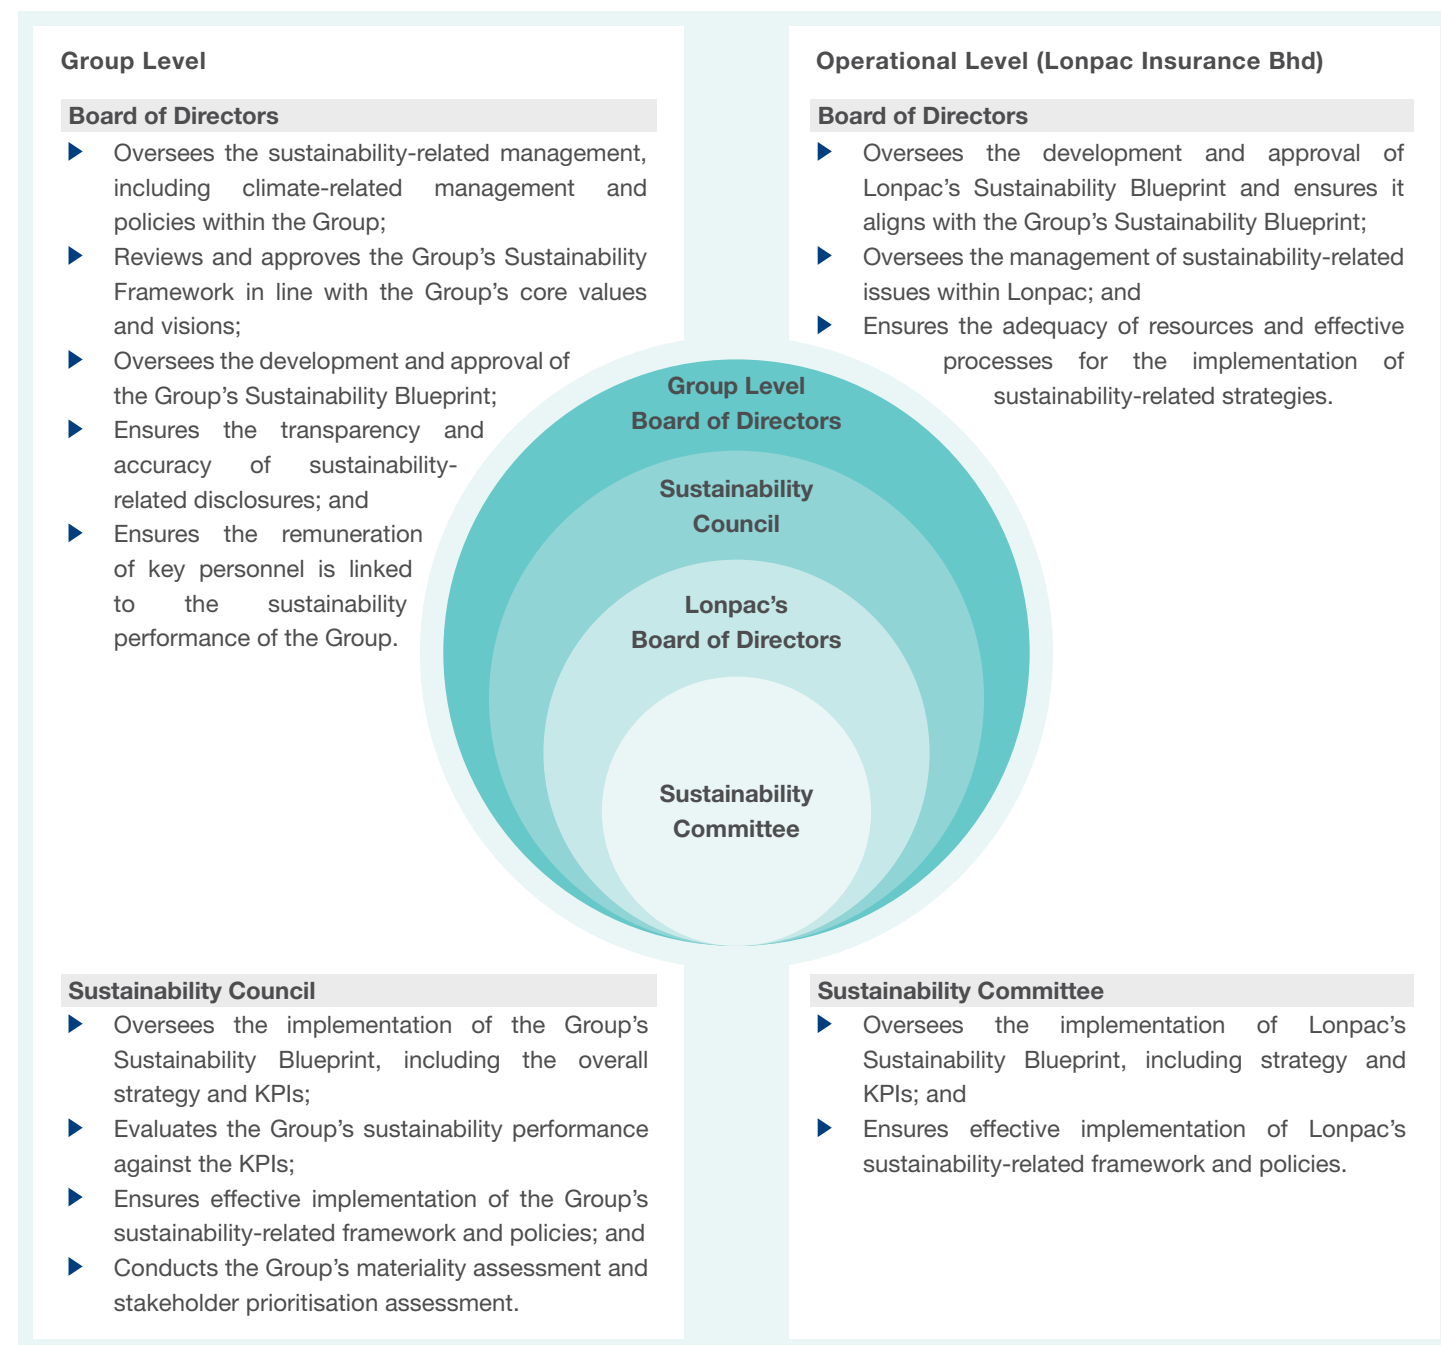 Group Level
Board of Directors
Oversees the sustainability-related management,
including climate-related management and
policies within the Group;
Reviews and approves the Group's Sustainability
Framework in line with the Group's core values
and visions;
Oversees the development and approval of
the Group's Sustainability Blueprint;
Ensures the transparency and
accuracy of sustainability-
related disclosures; and
Ensures the remuneration
of key personnel is linked
to the sustainability
performance of the Group.
Operational Level (Lonpac Insurance Bhd)
Board of Directors
Oversees the development and approval of
Lonpac's Sustainability Blueprint and ensures it
aligns with the Group's Sustainability Blueprint;
Oversees the management of sustainability-related
issues within Lonpac; and
Ensures the adequacy of resources and effective
processes for the implementation of
sustainability-related strategies.
Group Level
Board of Directors
Sustainability
Council
Lonpac's
Board of Directors
Sustainability
Committee
Sustainability Council
Oversees the implementation of the Group's
Sustainability Blueprint, including the overall
strategy and KPIs;
Evaluates the Group's sustainability performance
against the KPIs;
Ensures effective implementation of the Group's
sustainability-related framework and policies; and
Conducts the Group's materiality assessment and
stakeholder prioritisation assessment.
Sustainability Committee
Oversees the implementation of Lonpac's
Sustainability Blueprint, including strategy and
KPIs; and
Ensures effective implementation of Lonpac's
sustainability-related framework and policies.